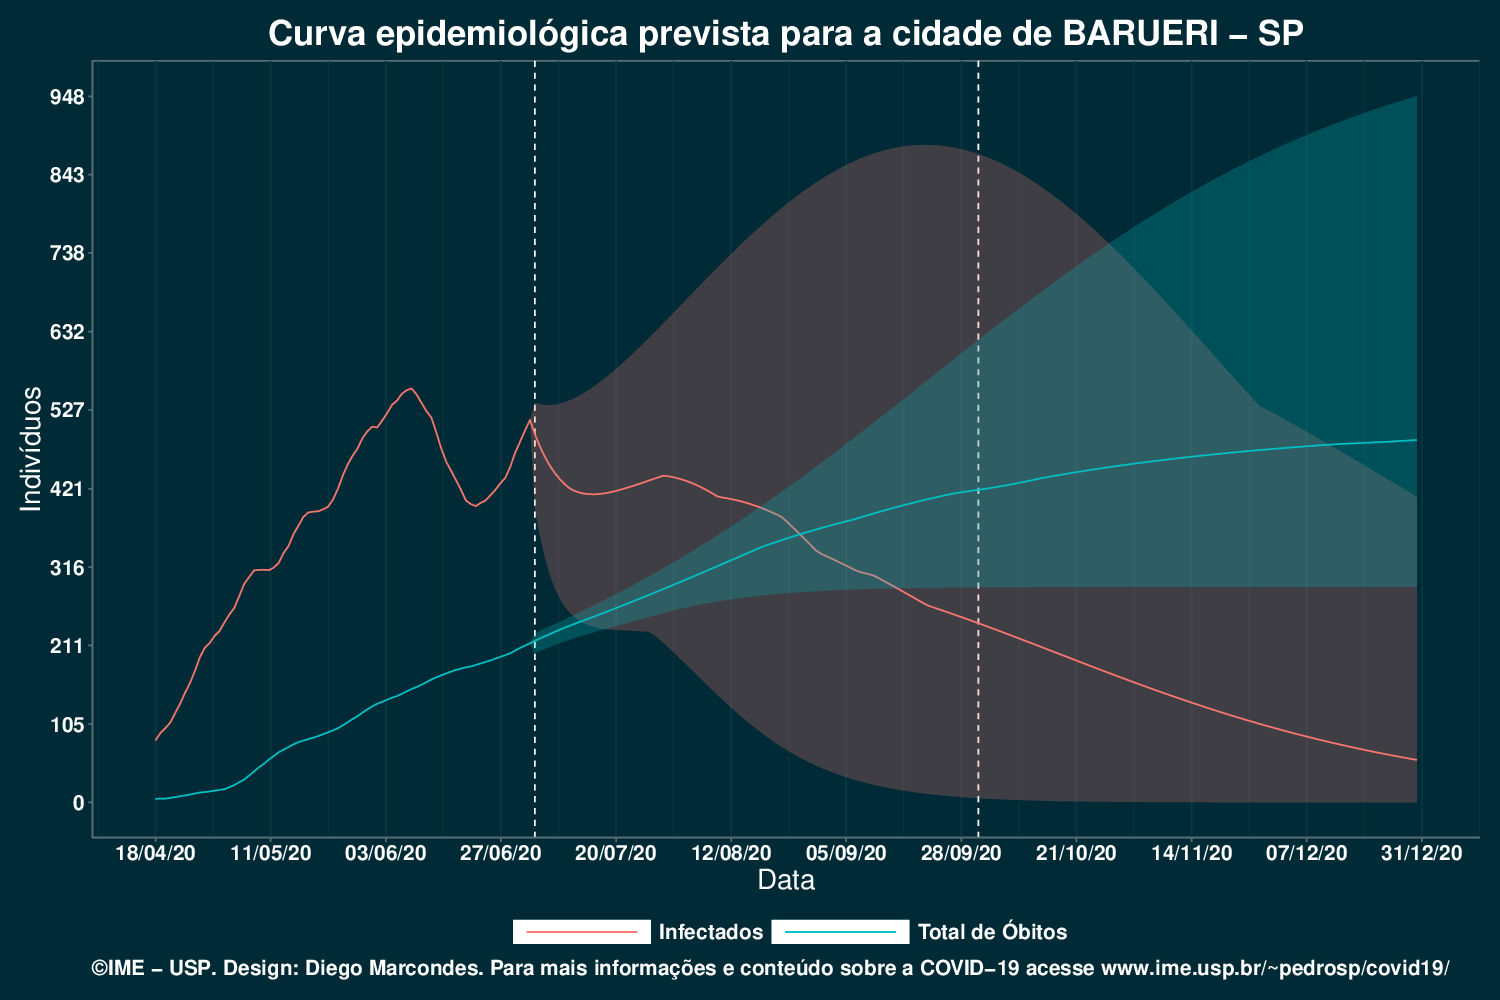 Curva epidemiológica prevista para a cidade de BARUERI – SP
948
843
738
632
527
421
316
211
105
0
Indivíduos
18/04/20 11/05/20 03/06/20 27/06/20 20/07/20 12/08/20 05/09/20 28/09/20 21/10/20 14/11/20 07/12/20 31/12/20
Data
Infectados Total de Óbitos
©IME – USP. Design: Diego Marcondes. Para mais informações e conteúdo sobre a COVID–19 acesse www.ime.usp.br/~pedrosp/covid19/